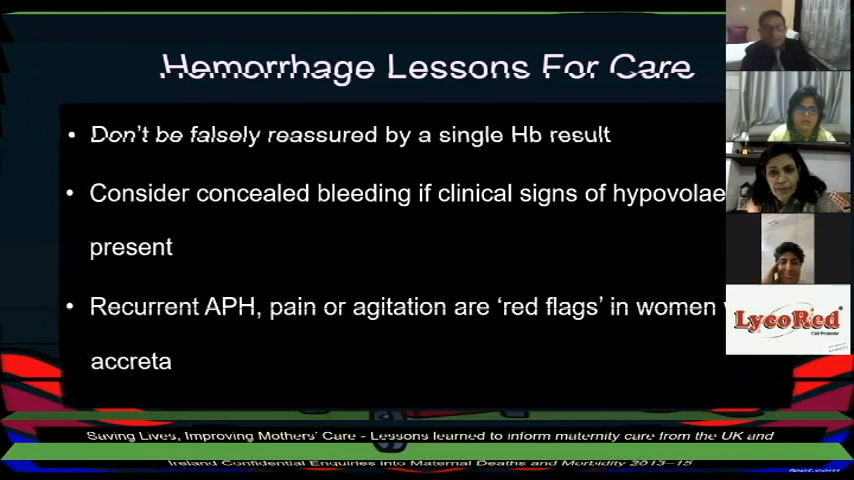 Hemorrhage Lessons For Care
• Don't be falsely reassured by a single Hb result
• Consider concealed bleeding if clinical signs of hypovolae
present
• Recurrent APH, pain or agitation are 'red flags' in women
accreta
LycoRed
Cell Protector
Saving Lives, Improving Mothers' Care - Lessons learned to inform maternity care from the UK and
Ireland Confidential Enquiries into Maternal Deaths and Morbidity 2013–15